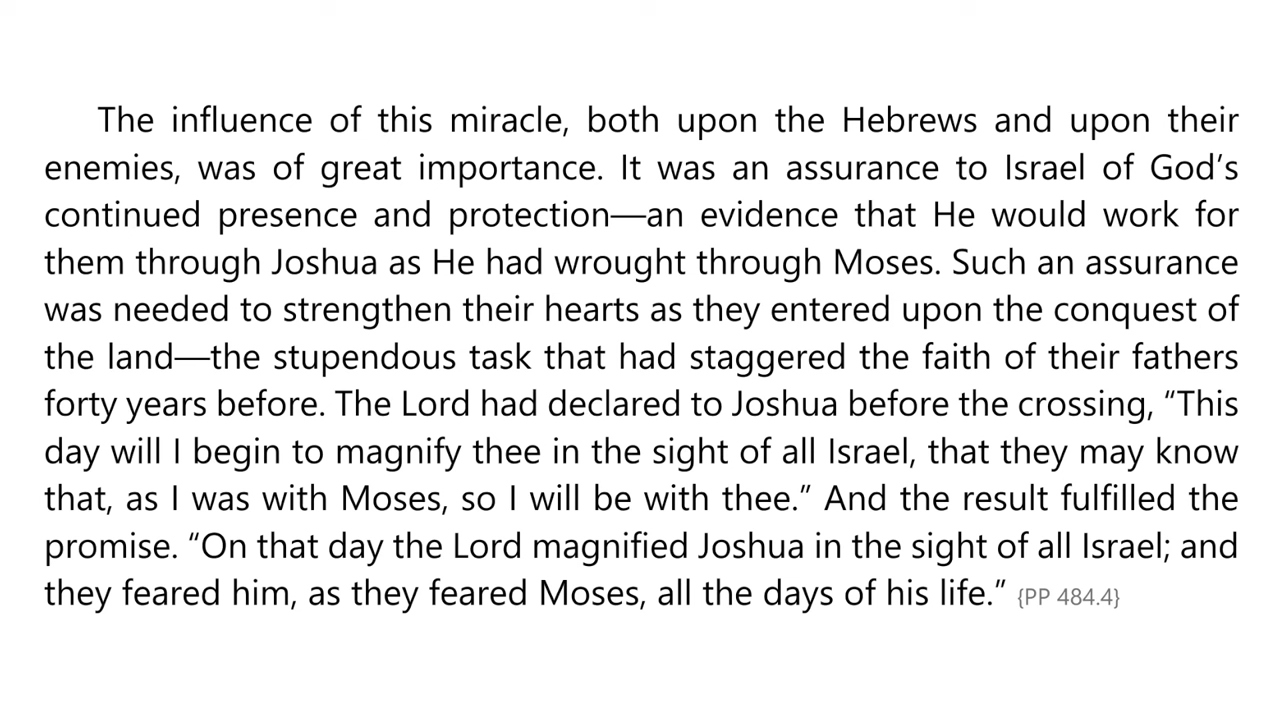 The influence of this miracle, both upon the Hebrews and upon their
enemies, was of great importance. It was an assurance to Israel of God’s
continued presence and protection—an evidence that He would work for
them through Joshua as He had wrought through Moses. Such an assurance
was needed to strengthen their hearts as they entered upon the conquest of
the land—the stupendous task that had staggered the faith of their fathers
forty years before. The Lord had declared to Joshua before the crossing, “This
day will I begin to magnify thee in the sight of all Israel, that they may know
that, as I was with Moses, so I will be with thee.” And the result fulfilled the
promise. “On that day the Lord magnified Joshua in the sight of all Israel; and
they feared him, as they feared Moses, all the days of his life.” {PP 484.4}